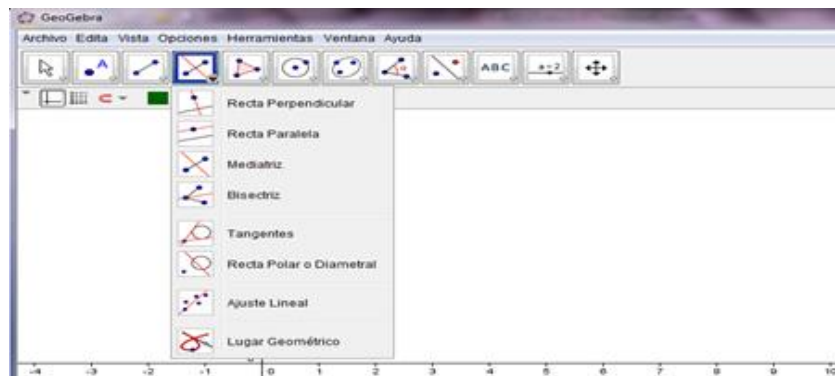 GeoGebra
Archivo Edita Vista Opciones Herramientas Ventana Ayuda
A ABC a=2
Recta Perpendicular
Recta Paralela
Mediatriz
Bisectriz
Tangentes
Recta Polar o Diametral
Ajuste Lineal
Lugar Geométrico
-4 -3 -2 -1 0 1 2 3 4 5 6 7 8 9 10